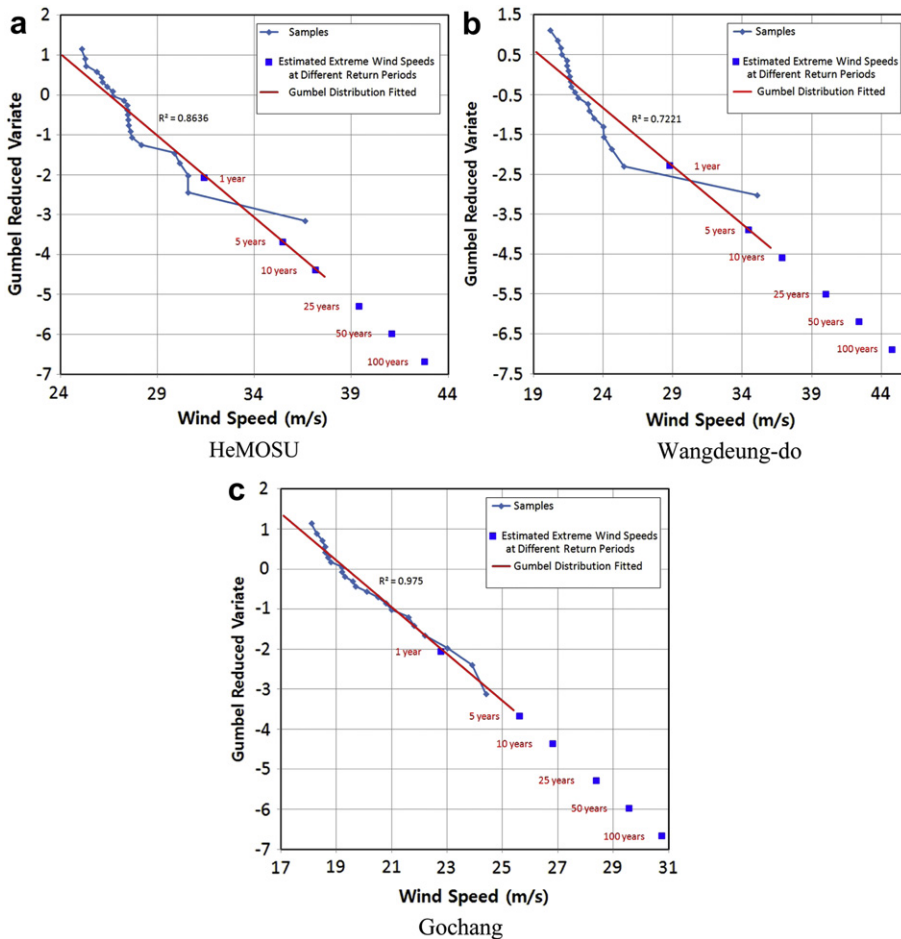 a
Samples
Estimated Extreme Wind Speeds
at Different Return Periods
Gumbel Distribution Fitted
R² = 0.8636
1 year
5 years
10 years
25 years
50 years
100 years
2
1
0
-1
-2
-3
-4
-5
-6
-7
24
29
34
39
44
Gumbel Reduced Variate
Wind Speed (m/s)
HeMOSU
b
Samples
Estimated Extreme Wind Speeds
at Different Return Periods
Gumbel Distribution Fitted
R² = 0.7221
1 year
5 years
10 years
25 years
50 years
100 years
1.5
0.5
-0.5
-1.5
-2.5
-3.5
-4.5
-5.5
-6.5
-7.5
19
24
29
34
39
44
Gumbel Reduced Variate
Wind Speed (m/s)
Wangdeung-do
c
Samples
Estimated Extreme Wind Speeds
at Different Return Periods
Gumbel Distribution Fitted
R² = 0.975
1 year
5 years
10 years
25 years
50 years
100 years
2
1
0
-1
-2
-3
-4
-5
-6
-7
17
19
21
23
25
27
29
31
Gumbel Reduced Variate
Wind Speed (m/s)
Gochang